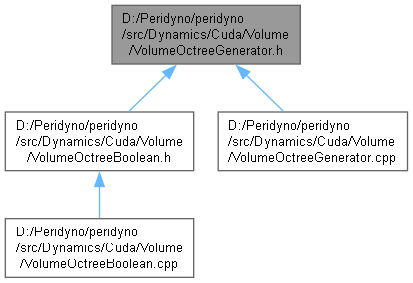 D:/Peridyno/peridyno
/src/Dynamics/Cuda/Volume
/VolumeOctreeGenerator.h
D:/Peridyno/peridyno
/src/Dynamics/Cuda/Volume
/VolumeOctreeBoolean.h
D:/Peridyno/peridyno
/src/Dynamics/Cuda/Volume
/VolumeOctreeGenerator.cpp
D:/Peridyno/peridyno
/src/Dynamics/Cuda/Volume
/VolumeOctreeBoolean.cpp